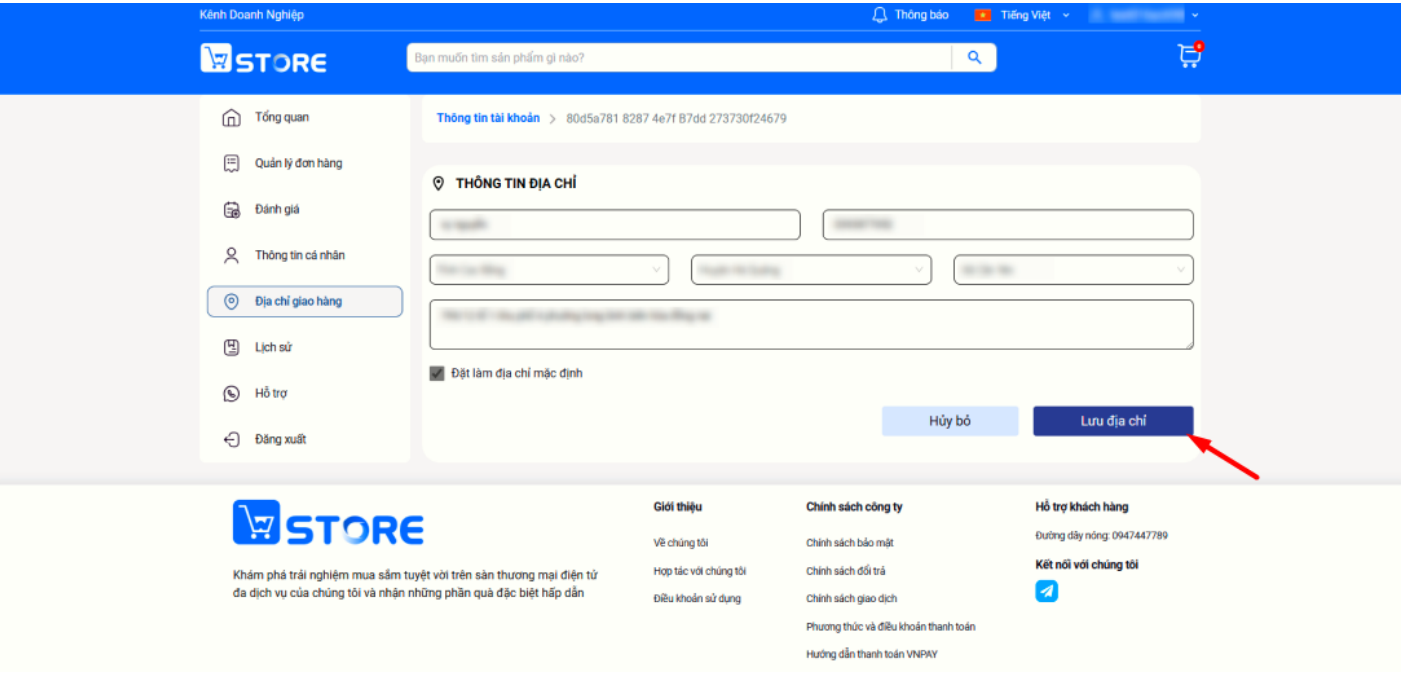 Kênh Doanh Nghiệp
Thông báo
Tiếng Việt
STORE
Bạn muốn tìm sản phẩm gì nào?
0
Tổng quan
Quản lý đơn hàng
Đánh giá
Thông tin cá nhân
Địa chỉ giao hàng
Lịch sử
Hỗ trợ
Đăng xuất
Thông tin tài khoản > 80d5a781 8287 4e7f B7dd 273730f24679
THÔNG TIN ĐỊA CHỈ
Đặt làm địa chỉ mặc định
Hủy bỏ
Lưu địa chỉ
STORE
Khám phá trải nghiệm mua sắm tuyệt vời trên sàn thương mại điện tử
đa dịch vụ của chúng tôi và nhận những phần quà đặc biệt hấp dẫn
Giới thiệu
Về chúng tôi
Hợp tác với chúng tôi
Điều khoản sử dụng
Chính sách công ty
Chính sách bảo mật
Chính sách đổi trả
Chính sách giao dịch
Phương thức và điều khoản thanh toán
Hướng dẫn thanh toán VNPAY
Hỗ trợ khách hàng
Đường dây nóng: 0947447789
Kết nối với chúng tôi